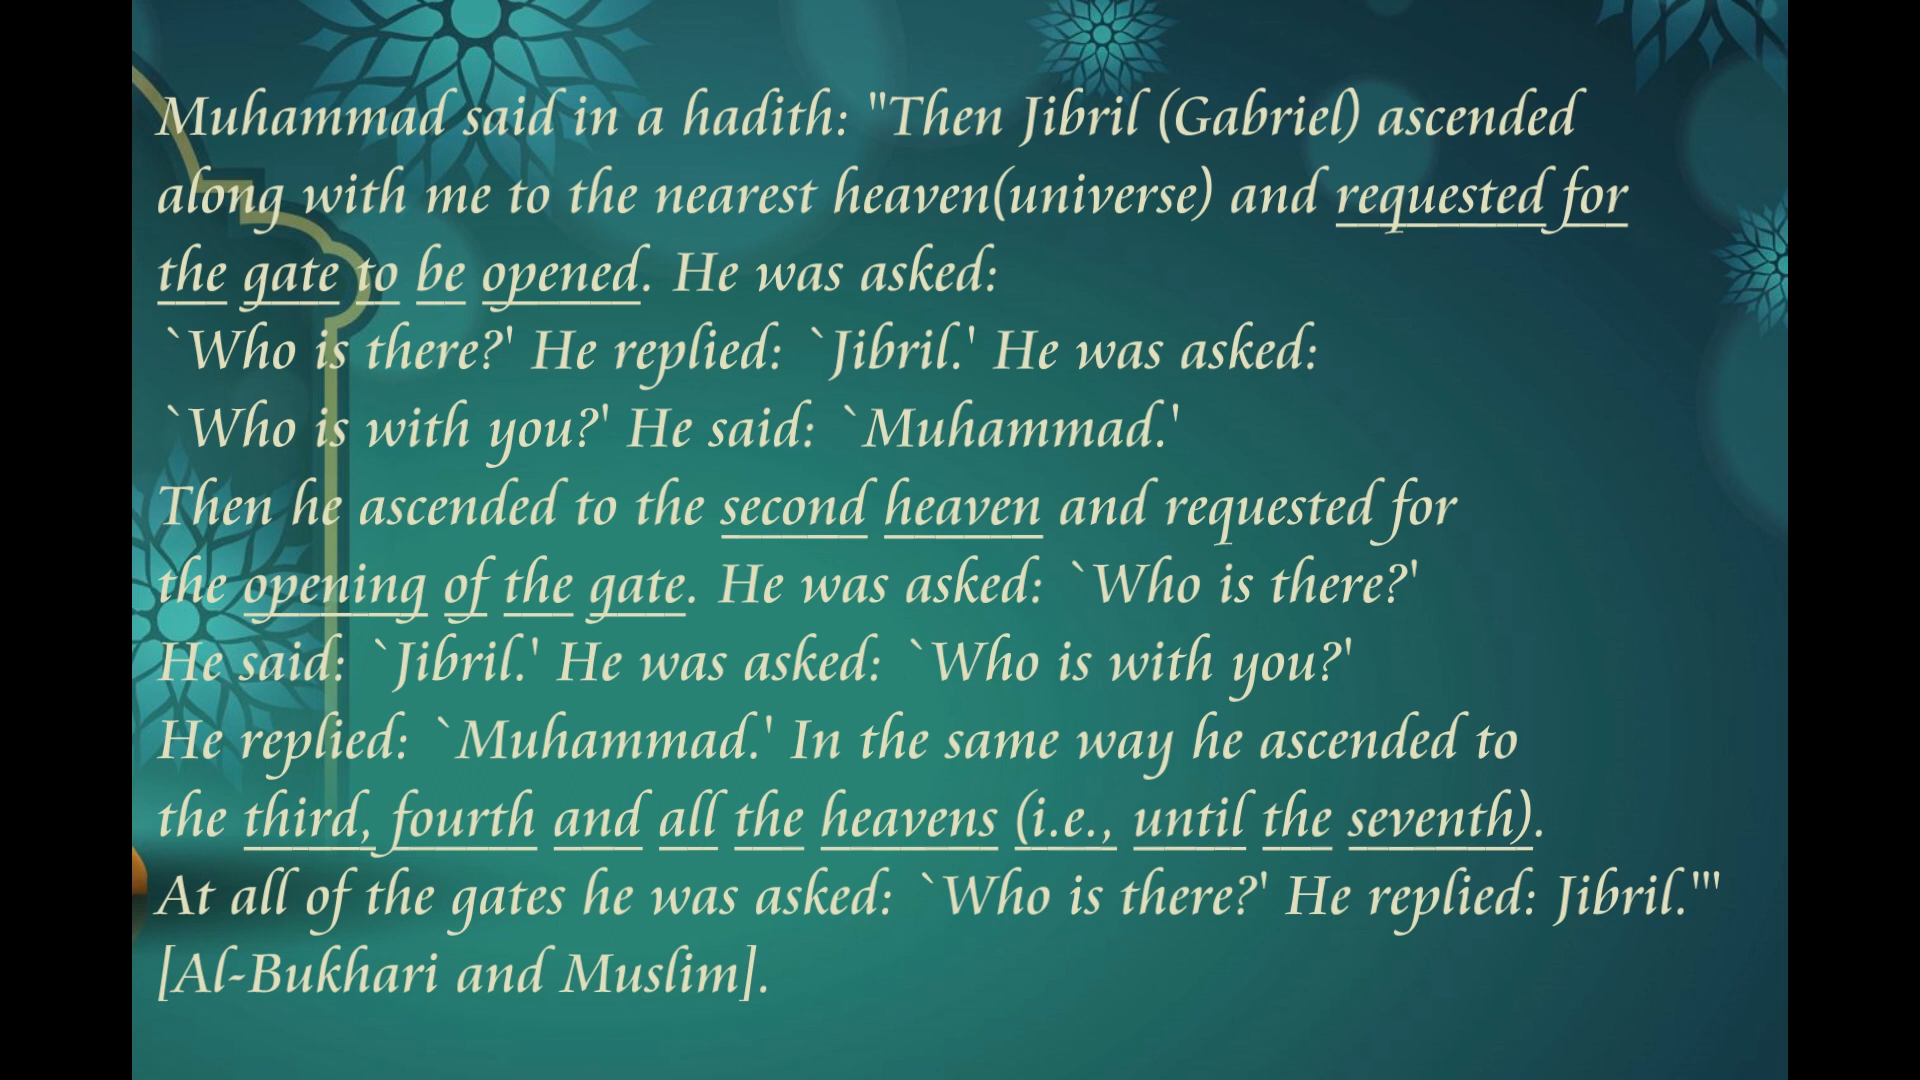 Muhammad said in a hadith: "Then Jibril (Gabriel) ascended
along with me to the nearest heaven(universe) and requested for
the gate to be opened. He was asked:
`Who is there?' He replied: `Jibril.' He was asked:
`Who is with you?' He said: `Muhammad.'
Then he ascended to the second heaven and requested for
the opening of the gate. He was asked: `Who is there?'
He said: `Jibril.' He was asked: `Who is with you?'
He replied: `Muhammad.' In the same way he ascended to
the third, fourth and all the heavens (i.e., until the seventh).
At all of the gates he was asked: `Who is there?' He replied: Jibril.'"
[Al-Bukhari and Muslim].